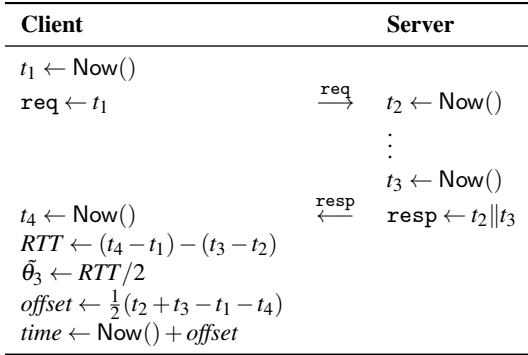 Client Server
t₁ ← Now()
req ← t₁ req⟶ t₂ ← Now()
⋮
t₃ ← Now()
t₄ ← Now() resp⟵ resp ← t₂‖t₃
RTT ← (t₄ − t₁) − (t₃ − t₂)
θ̃₃ ← RTT/2
offset ← ½(t₂ + t₃ − t₁ − t₄)
time ← Now() + offset